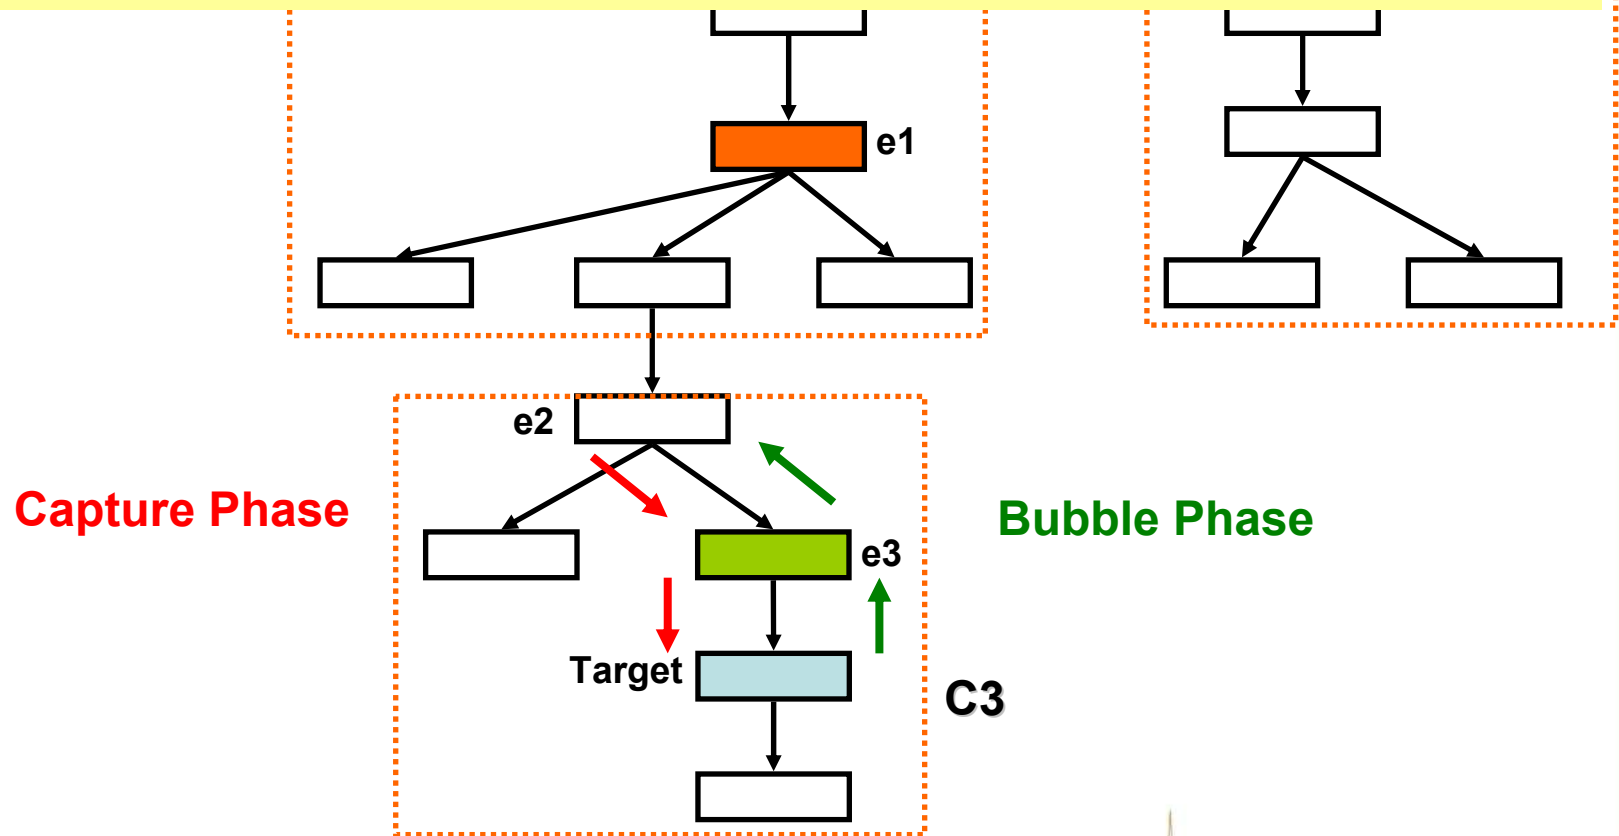 e1
e2
Capture Phase
Bubble Phase
e3
Target
C3